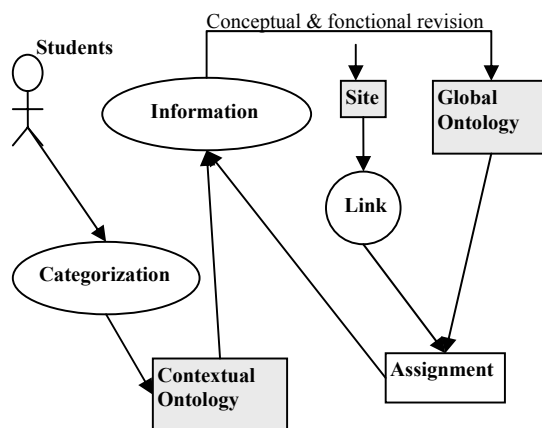 Conceptual & fonctional revision
Students
Information
Site
Global
Ontology
Link
Categorization
Contextual
Ontology
Assignment